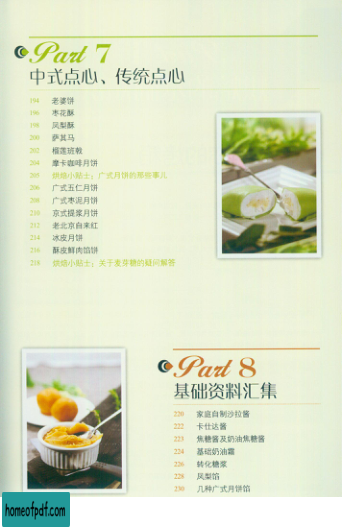 Part 7
中式点心、传统点心
194 老婆饼
196 枣花酥
198 凤梨酥
200 萨其马
202 榴莲班戟
204 摩卡咖啡月饼
205 烘焙小贴士：广式月饼的那些事儿
206 广式五仁月饼
208 广式枣泥月饼
210 京式提浆月饼
212 老北京自来红
214 冰皮月饼
216 酥皮鲜肉馅饼
218 烘焙小贴士：关于麦芽糖的疑问解答
Part 8
基础资料汇集
220 家庭自制沙拉酱
222 卡仕达酱
223 焦糖酱及奶油焦糖酱
224 基础奶油霜
226 转化糖浆
228 凤梨馅
230 几种广式月饼馅
homeofpdf.com